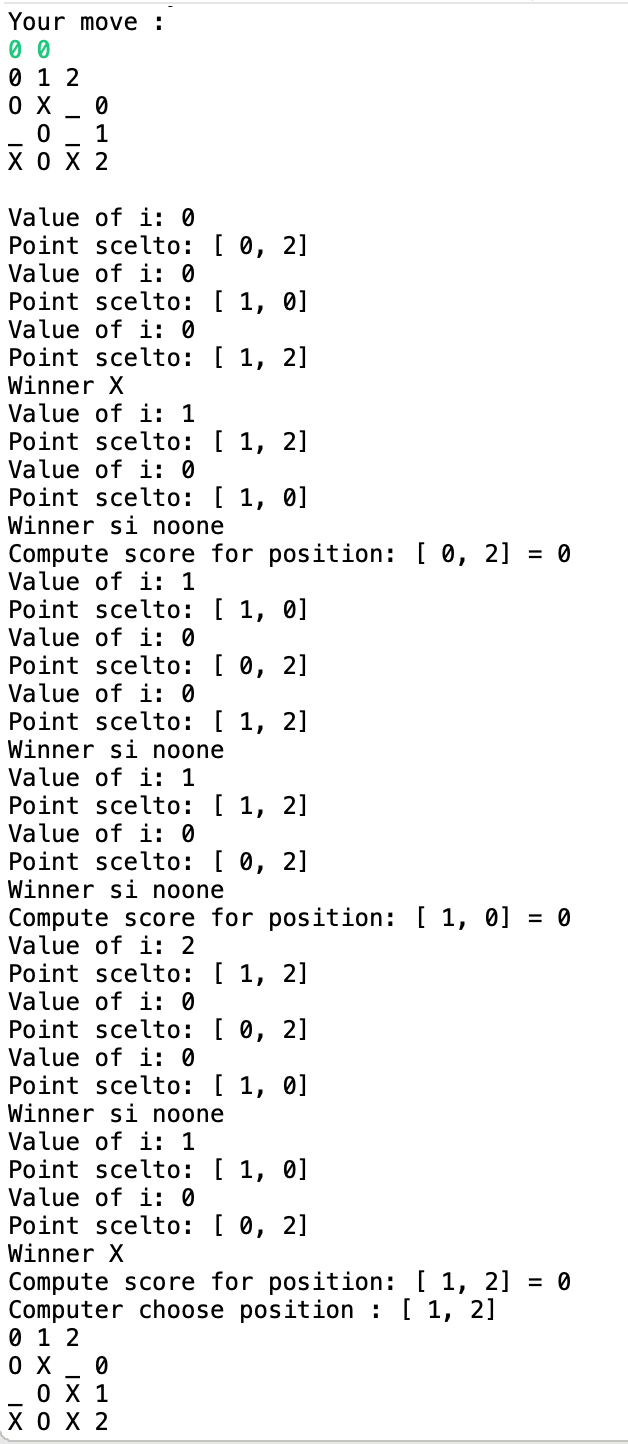 Your move :
0 0
0 1 2
O X _ 0
_ O _ 1
X O X 2
Value of i: 0
Point scelto: [ 0, 2]
Value of i: 0
Point scelto: [ 1, 0]
Value of i: 0
Point scelto: [ 1, 2]
Winner X
Value of i: 1
Point scelto: [ 1, 2]
Value of i: 0
Point scelto: [ 1, 0]
Winner si noone
Compute score for position: [ 0, 2] = 0
Value of i: 1
Point scelto: [ 1, 0]
Value of i: 0
Point scelto: [ 0, 2]
Value of i: 0
Point scelto: [ 1, 2]
Winner si noone
Value of i: 1
Point scelto: [ 1, 2]
Value of i: 0
Point scelto: [ 0, 2]
Winner si noone
Compute score for position: [ 1, 0] = 0
Value of i: 2
Point scelto: [ 1, 2]
Value of i: 0
Point scelto: [ 0, 2]
Value of i: 0
Point scelto: [ 1, 0]
Winner si noone
Value of i: 1
Point scelto: [ 1, 0]
Value of i: 0
Point scelto: [ 0, 2]
Winner X
Compute score for position: [ 1, 2] = 0
Computer choose position : [ 1, 2]
0 1 2
O X _ 0
_ O X 1
X O X 2